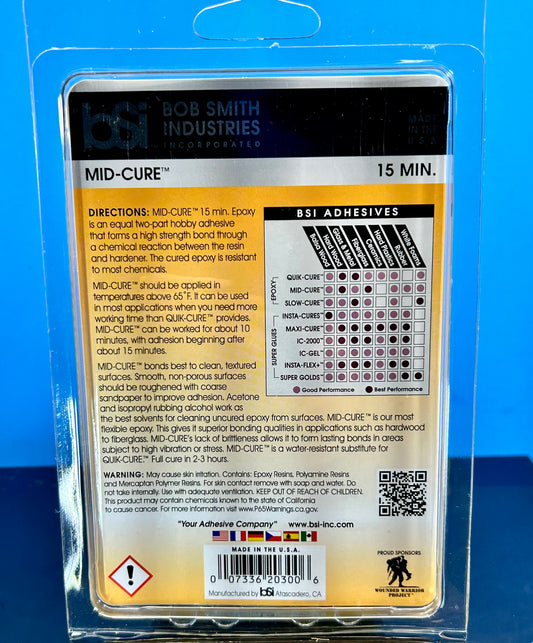 bsi™
BOB SMITH
INDUSTRIES
INCORPORATED
MADE
IN THE
U.S.A.
MID-CURE™
15 MIN.
DIRECTIONS: MID-CURE™ 15 min. Epoxy
is an equal two-part hobby adhesive
that forms a high strength bond through
a chemical reaction between the resin
and hardener. The cured epoxy is resistant
to most chemicals.
MID-CURE™ should be applied in
temperatures above 65˚F. It can be used
in most applications when you need more
working time than QUIK-CURE™ provides.
MID-CURE™ can be worked for about 10
minutes, with adhesion beginning after
about 15 minutes.
MID-CURE™ bonds best to clean, textured
surfaces. Smooth, non-porous surfaces
should be roughened with coarse
sandpaper to improve adhesion. Acetone
and isopropyl rubbing alcohol work as
the best solvents for cleaning uncured epoxy from surfaces. MID-CURE™ is our most
flexible epoxy. This gives it superior bonding qualities in applications such as hardwood
to fiberglass. MID-CURE's lack of brittleness allows it to form lasting bonds in areas
subject to high vibration or stress. MID-CURE™ is a water-resistant substitute for
QUIK-CURE.™ Full cure in 2-3 hours.
BSI ADHESIVES
Balsa Wood
Hard Wood
Glass & Metal
Fiberglass
Ceramics
Hard Plastic
Rubber
White Foams
EPOXY
QUIK-CURE™
MID-CURE™
SLOW-CURE™
SUPER GLUES
INSTA-CURE+™
MAXI-CURE™
IC-2000™
IC-GEL™
INSTA-FLEX+™
SUPER GOLDS™
Good Performance
Best Performance
WARNING: May cause skin irritation. Contains: Epoxy Resins, Polyamine Resins
and Mercaptan Polymer Resins. For skin contact remove with soap and water. Do
not take internally. Use with adequate ventilation. KEEP OUT OF REACH OF CHILDREN.
This product may contain chemicals known to the state of California
to cause cancer. For more information visit www.P65Warnings.ca.gov.
"Your Adhesive Company" www.bsi-inc.com
MADE IN THE U.S.A.
0 07336 20300 6
Manufactured by bsi Atascadero, CA
PROUD SPONSORS
WOUNDED WARRIOR
PROJECT™